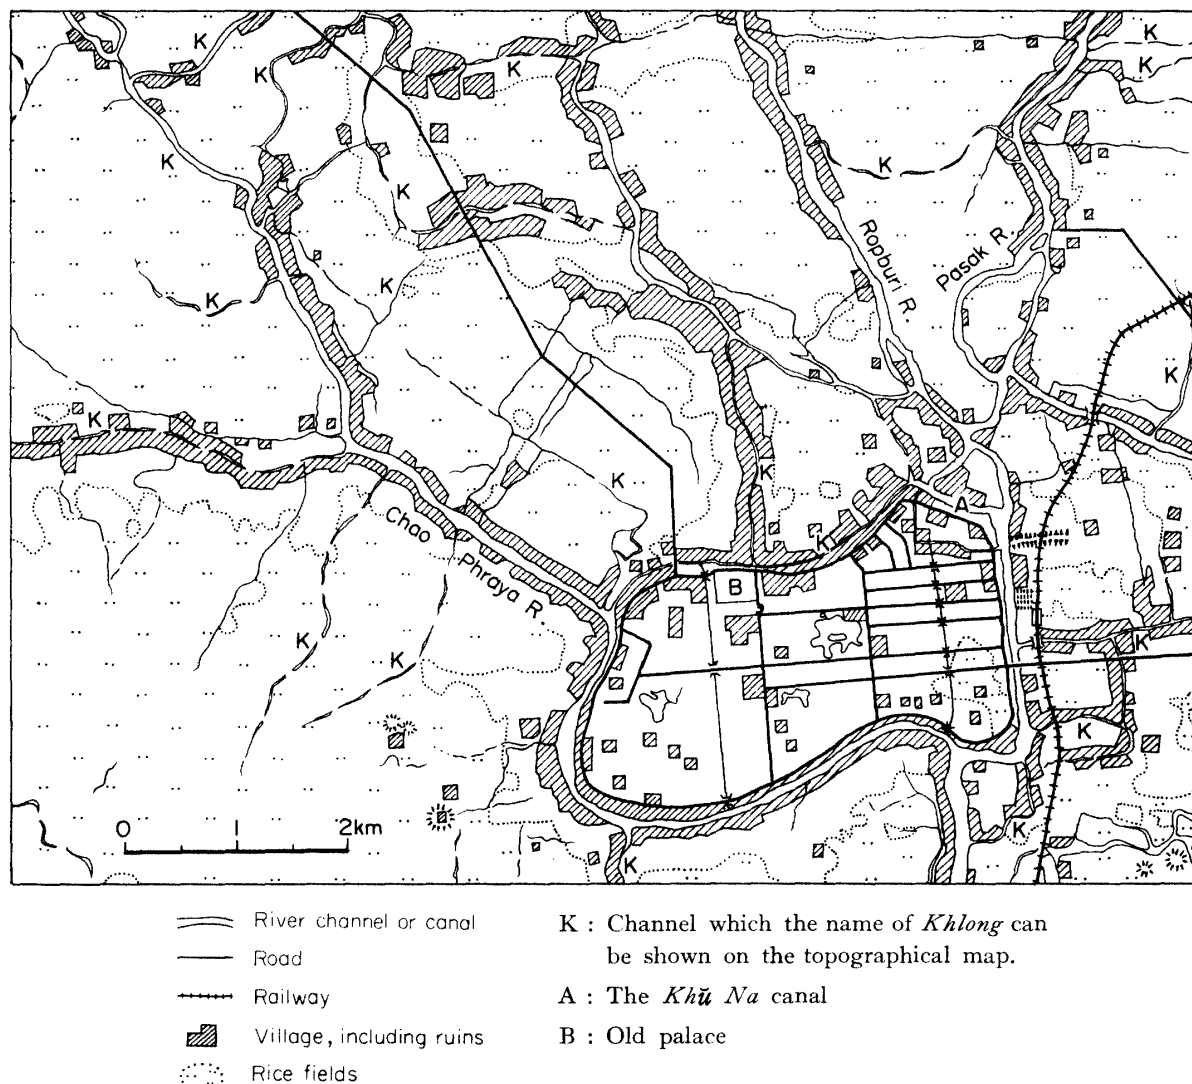 K
K
K
K
K
K
K
K
Ropburi R.
Pasak R.
K
K
K
K
K
K
A
K
Chao Phraya R.
B
K
K
K
K
0 1 2km
K
K
River channel or canal
Road
Railway
Village, including ruins
Rice fields
K : Channel which the name of Khlong can
be shown on the topographical map.
A : The Khŭ Na canal
B : Old palace